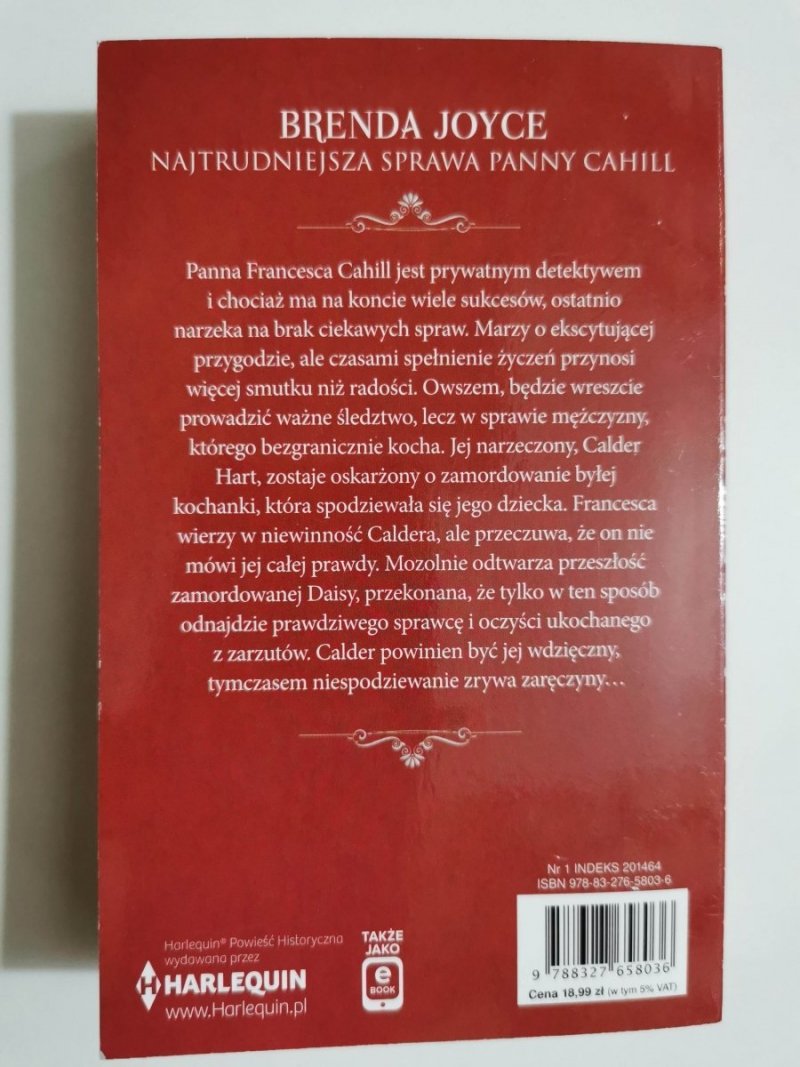 BRENDA JOYCE
NAJTRUDNIEJSZA SPRAWA PANNY CAHILL
Panna Francesca Cahill jest prywatnym detektywem
i chociaż ma na koncie wiele sukcesów, ostatnio
narzeka na brak ciekawych spraw. Marzy o ekscytującej
przygodzie, ale czasami spełnienie życzeń przynosi
więcej smutku niż radości. Owszem, będzie wreszcie
prowadzić ważne śledztwo, lecz w sprawie mężczyzny,
którego bezgranicznie kocha. Jej narzeczony, Calder
Hart, zostaje oskarżony o zamordowanie byłej
kochanki, która spodziewała się jego dziecka. Francesca
wierzy w niewinność Caldera, ale przeczuwa, że on nie
mówi jej całej prawdy. Mozolnie odtwarza przeszłość
zamordowanej Daisy, przekonana, że tylko w ten sposób
odnajdzie prawdziwego sprawcę i oczyści ukochanego
z zarzutów. Calder powinien być jej wdzięczny,
tymczasem niespodziewanie zrywa zaręczyny...
Nr 1 INDEKS 201464
ISBN 978-83-276-5803-6
9 788327 658036
Cena 18,99 zł (w tym 5% VAT)
Harlequin® Powieść Historyczna
wydawana przez
HARLEQUIN
www.Harlequin.pl
TAKŻE
JAKO
e
BOOK